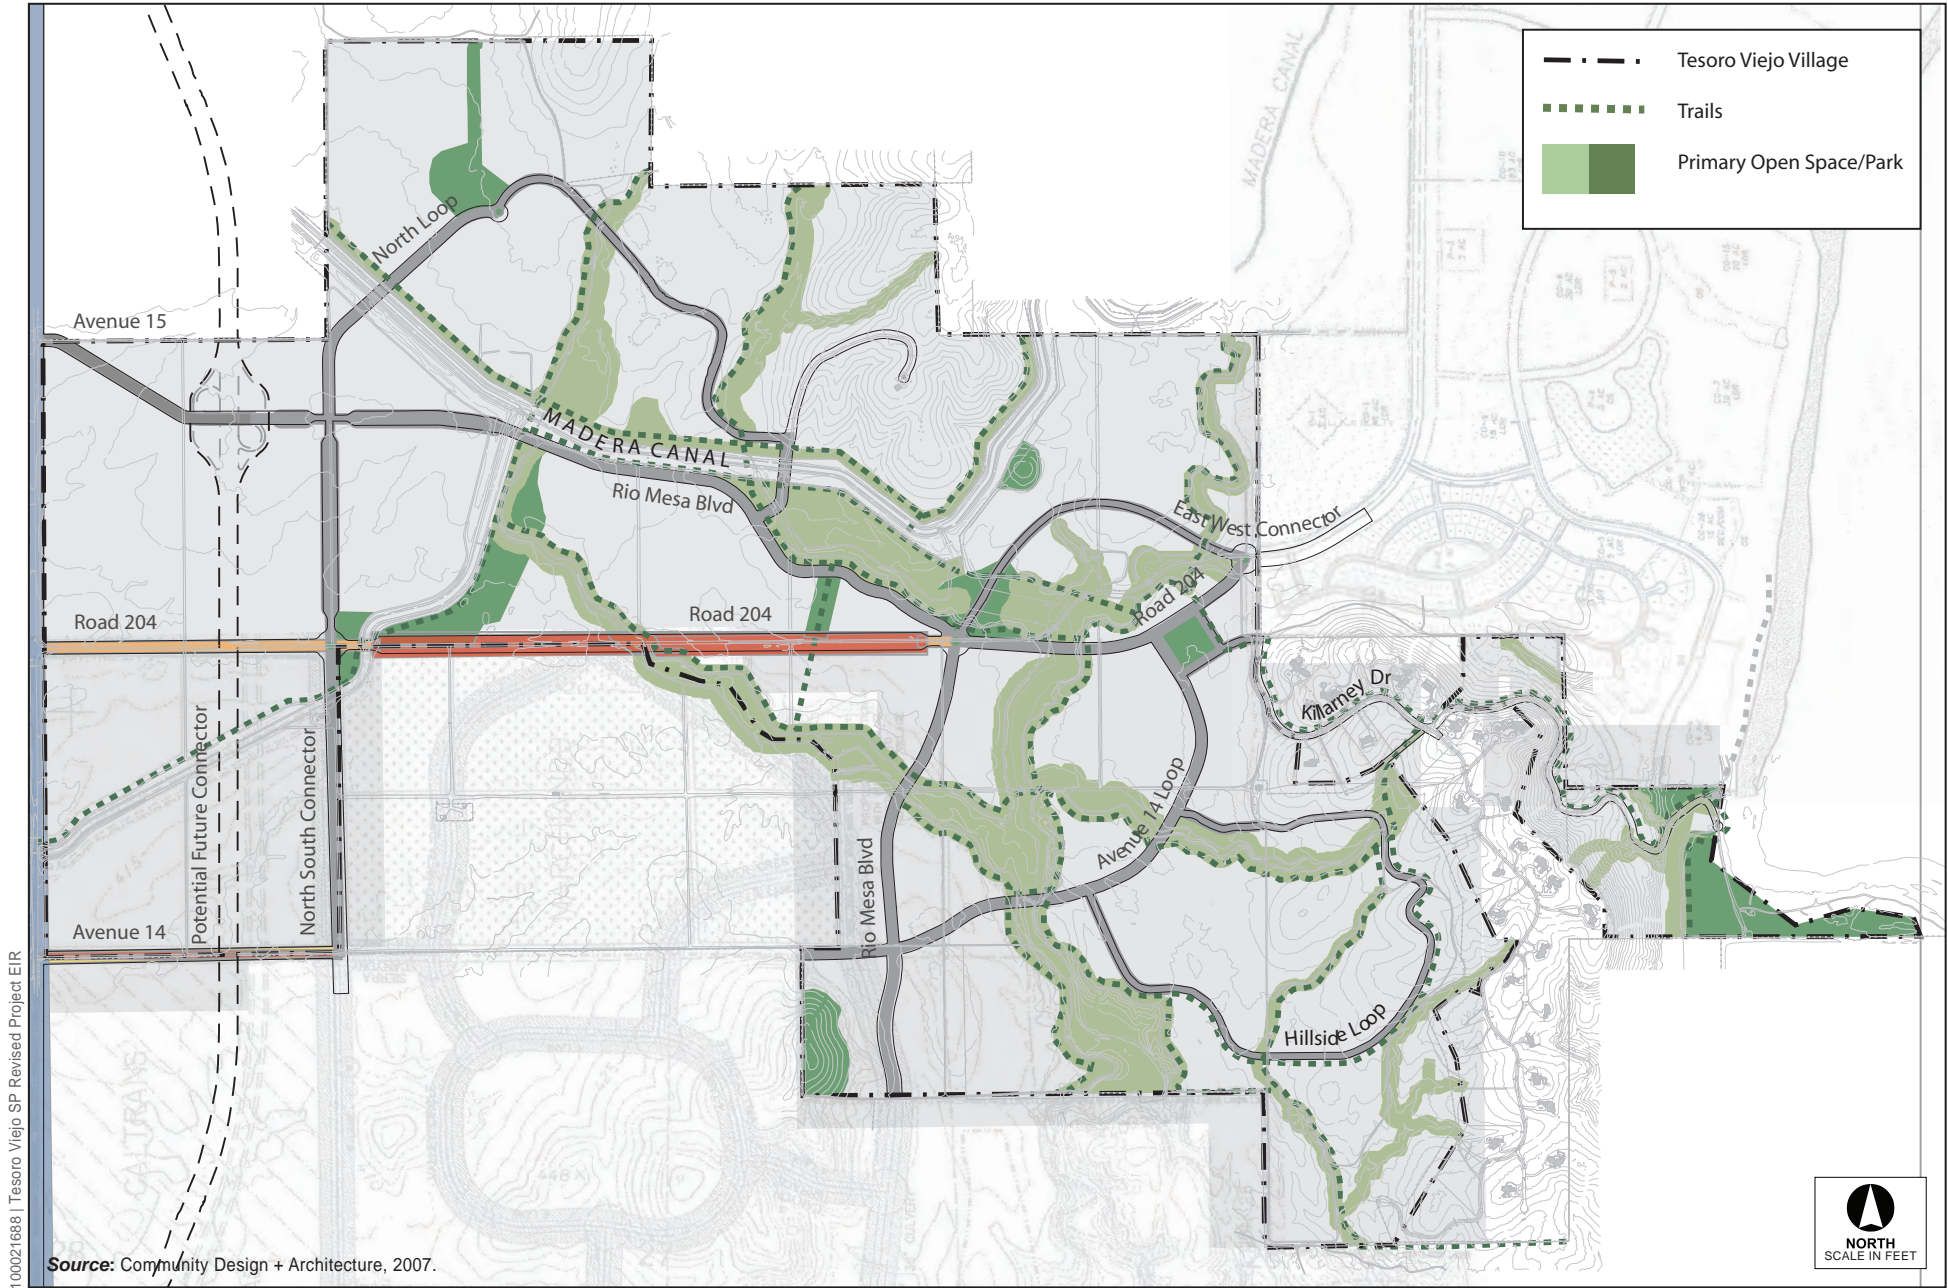 MADERA CANAL
Tesoro Viejo Village
Trails
Primary Open Space/Park
North Loop
Avenue 15
MADERA CANAL
Rio Mesa Blvd
East West Connector
Road 204
Road 204
Road 204
Killarney Dr
Potential Future Connector
North South Connector
Avenue 14 Loop
Rio Mesa Blvd
Avenue 14
Hillside Loop
CALTRANS
415
Source: Community Design + Architecture, 2007.
NORTH
SCALE IN FEET
100021688 | Tesoro Viejo SP Revised Project EIR